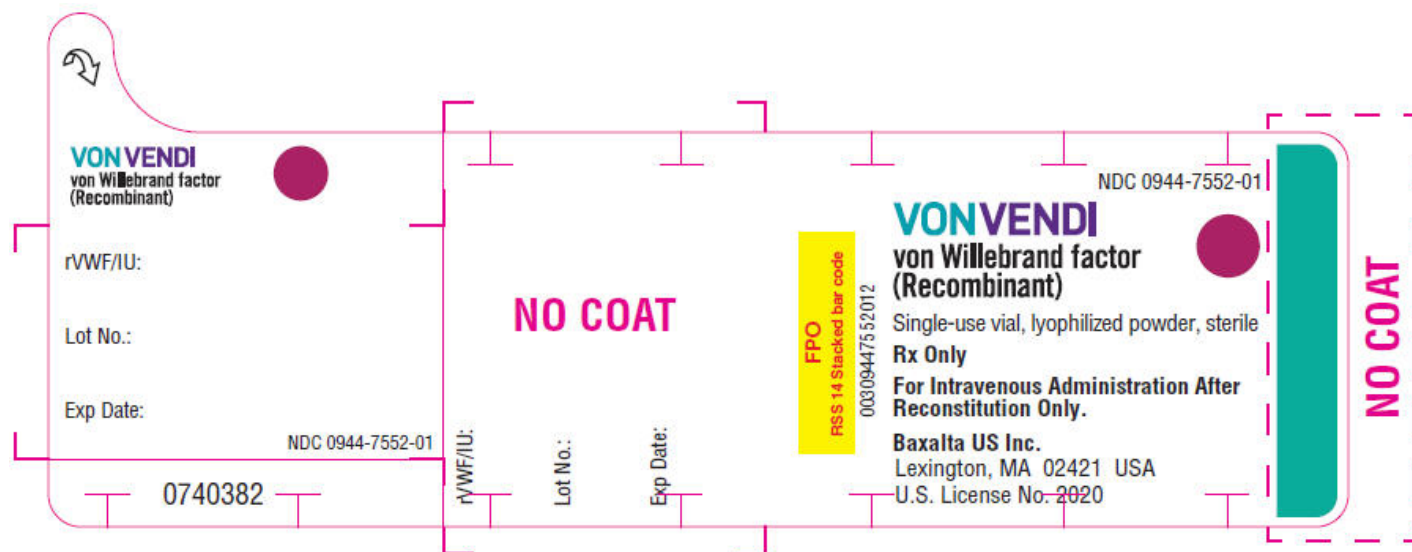 VONVENDI
von Willebrand factor
(Recombinant)
rVWF/IU:
Lot No.:
Exp Date:
NDC 0944-7552-01
0740382
NO COAT
rVWF/IU:
Lot No.:
Exp Date:
FPO
RSS 14 Stacked bar code
00309447552012
NDC 0944-7552-01
VONVENDI
von Willebrand factor
(Recombinant)
Single-use vial, lyophilized powder, sterile
Rx Only
For Intravenous Administration After
Reconstitution Only.
Baxalta US Inc.
Lexington, MA 02421 USA
U.S. License No. 2020
NO COAT